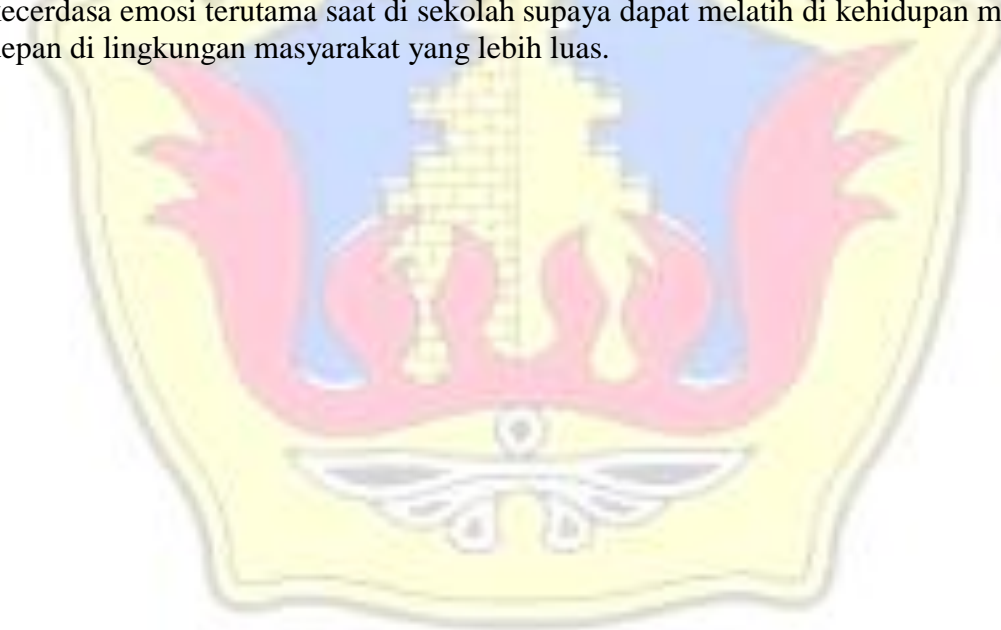 kecerdasa emosi terutama saat di sekolah supaya dapat melatih di kehidupan m
depan di lingkungan masyarakat yang lebih luas.